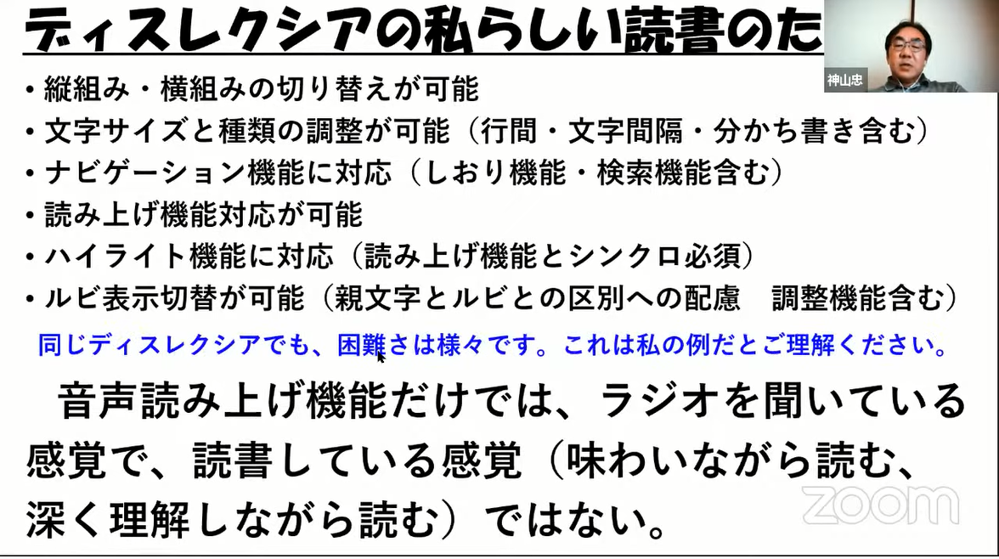 ディスレクシアの私らしい読書のた
神山忠
・縦組み・横組みの切り替えが可能
・文字サイズと種類の調整が可能（行間・文字間隔・分かち書き含む）
・ナビゲーション機能に対応（しおり機能・検索機能含む）
・読み上げ機能対応が可能
・ハイライト機能に対応（読み上げ機能とシンクロ必須）
・ルビ表示切替が可能（親文字とルビとの区別への配慮　調整機能含む）
同じディスレクシアでも、困難さは様々です。これは私の例だとご理解ください。
音声読み上げ機能だけでは、ラジオを聞いている
感覚で、読書している感覚（味わいながら読む、
深く理解しながら読む）ではない。
zoom